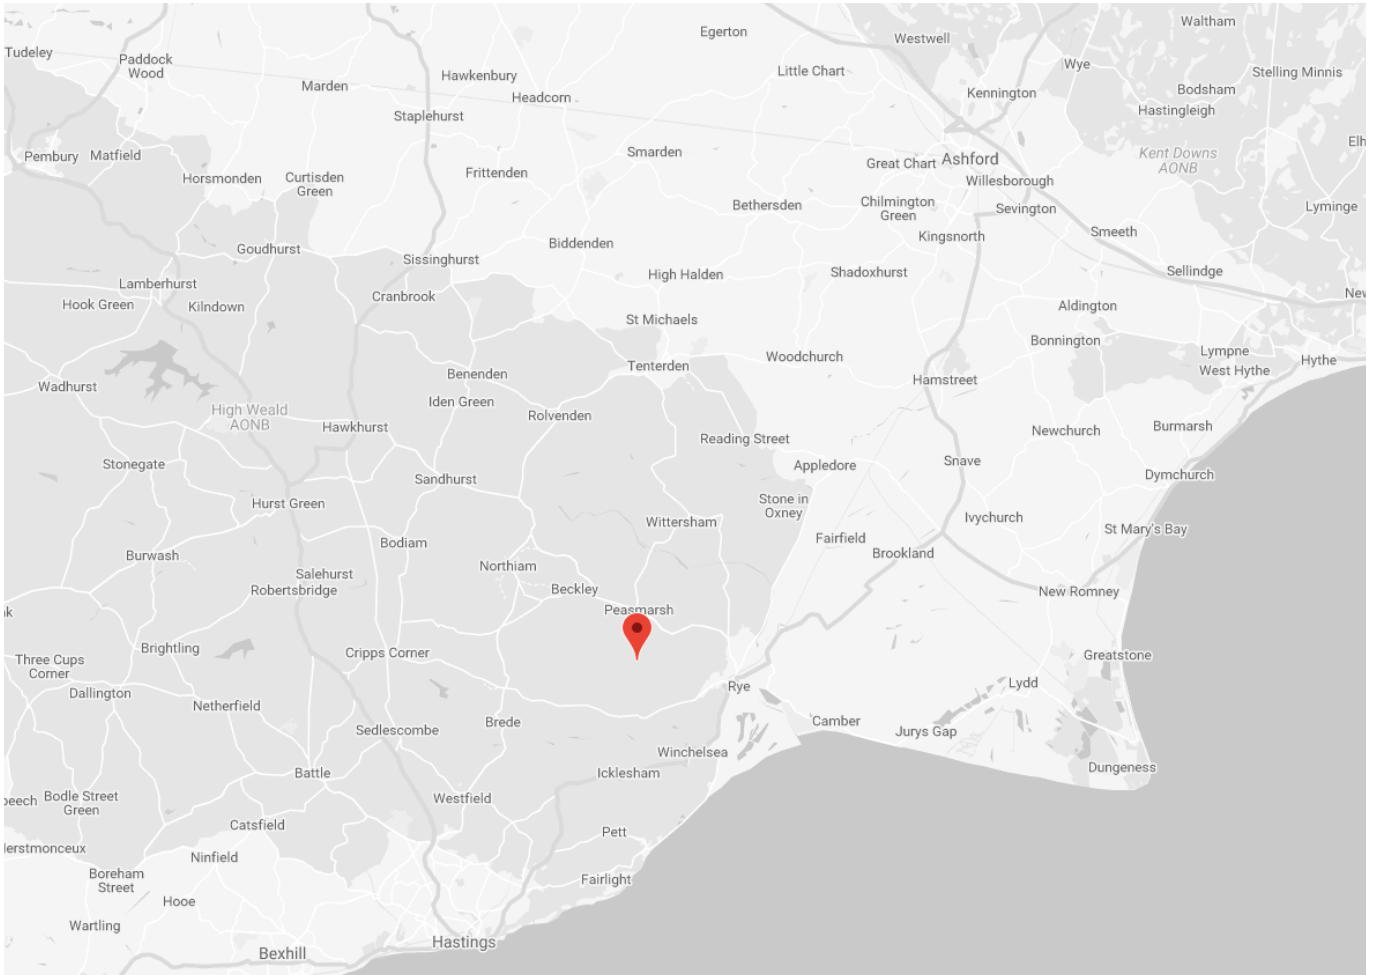 Egerton
Waltham
Westwell
Tudeley
Paddock
Wood
Wye
Little Chart
Stelling Minnis
Hawkenbury
Marden
Bodsham
Kennington
Headcorn
Hastingleigh
Staplehurst
Elh
Smarden
Kent Downs
AONB
Pembury
Matfield
Great Chart
Ashford
Frittenden
Horsmonden
Curtisden
Green
Willesborough
Bethersden
Chilmington
Green
Sevington
Lyminge
Kingsnorth
Smeeth
Biddenden
Goudhurst
Sissinghurst
High Halden
Shadoxhurst
Sellindge
Lamberhurst
New
Cranbrook
Hook Green
Kilndown
Aldington
St Michaels
Bonnington
Lympne
Woodchurch
Hythe
Tenterden
West Hythe
Benenden
Hamstreet
Wadhurst
Iden Green
High Weald
AONB
Rolvenden
Hawkhurst
Burmarsh
Newchurch
Reading Street
Stonegate
Appledore
Snave
Sandhurst
Dymchurch
Hurst Green
Stone in
Oxney
Wittersham
Ivychurch
St Mary's Bay
Fairfield
Bodiam
Burwash
Brookland
Northiam
Salehurst
Robertsbridge
Beckley
New Romney
Peasmarsh
Brightling
Cripps Corner
Greatstone
Three Cups
Corner
Lydd
Rye
Dallington
Netherfield
Camber
Brede
Sedlescombe
Jurys Gap
Winchelsea
Dungeness
Battle
Icklesham
Westfield
Bodle Street
Green
Catsfield
Pett
Ninfield
Boreham
Street
Fairlight
Hooe
Wartling
Hastings
Bexhill